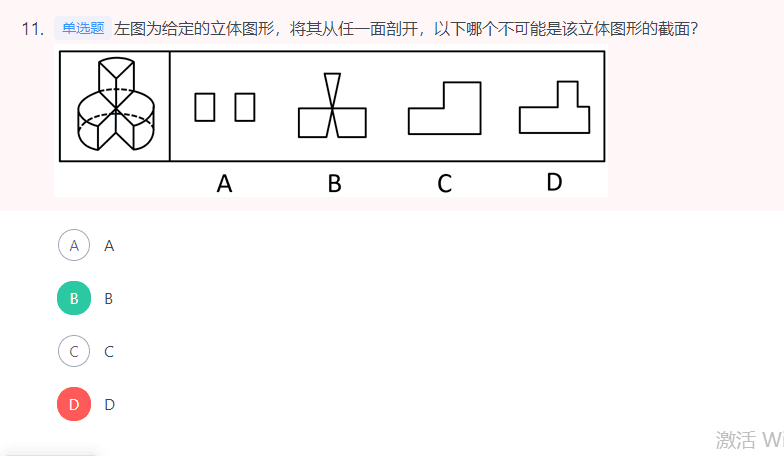 11. 单选题 左图为给定的立体图形，将其从任一面剖开，以下哪个不可能是该立体图形的截面？
A B C D
A A
B B
C C
D D
激活 Wi